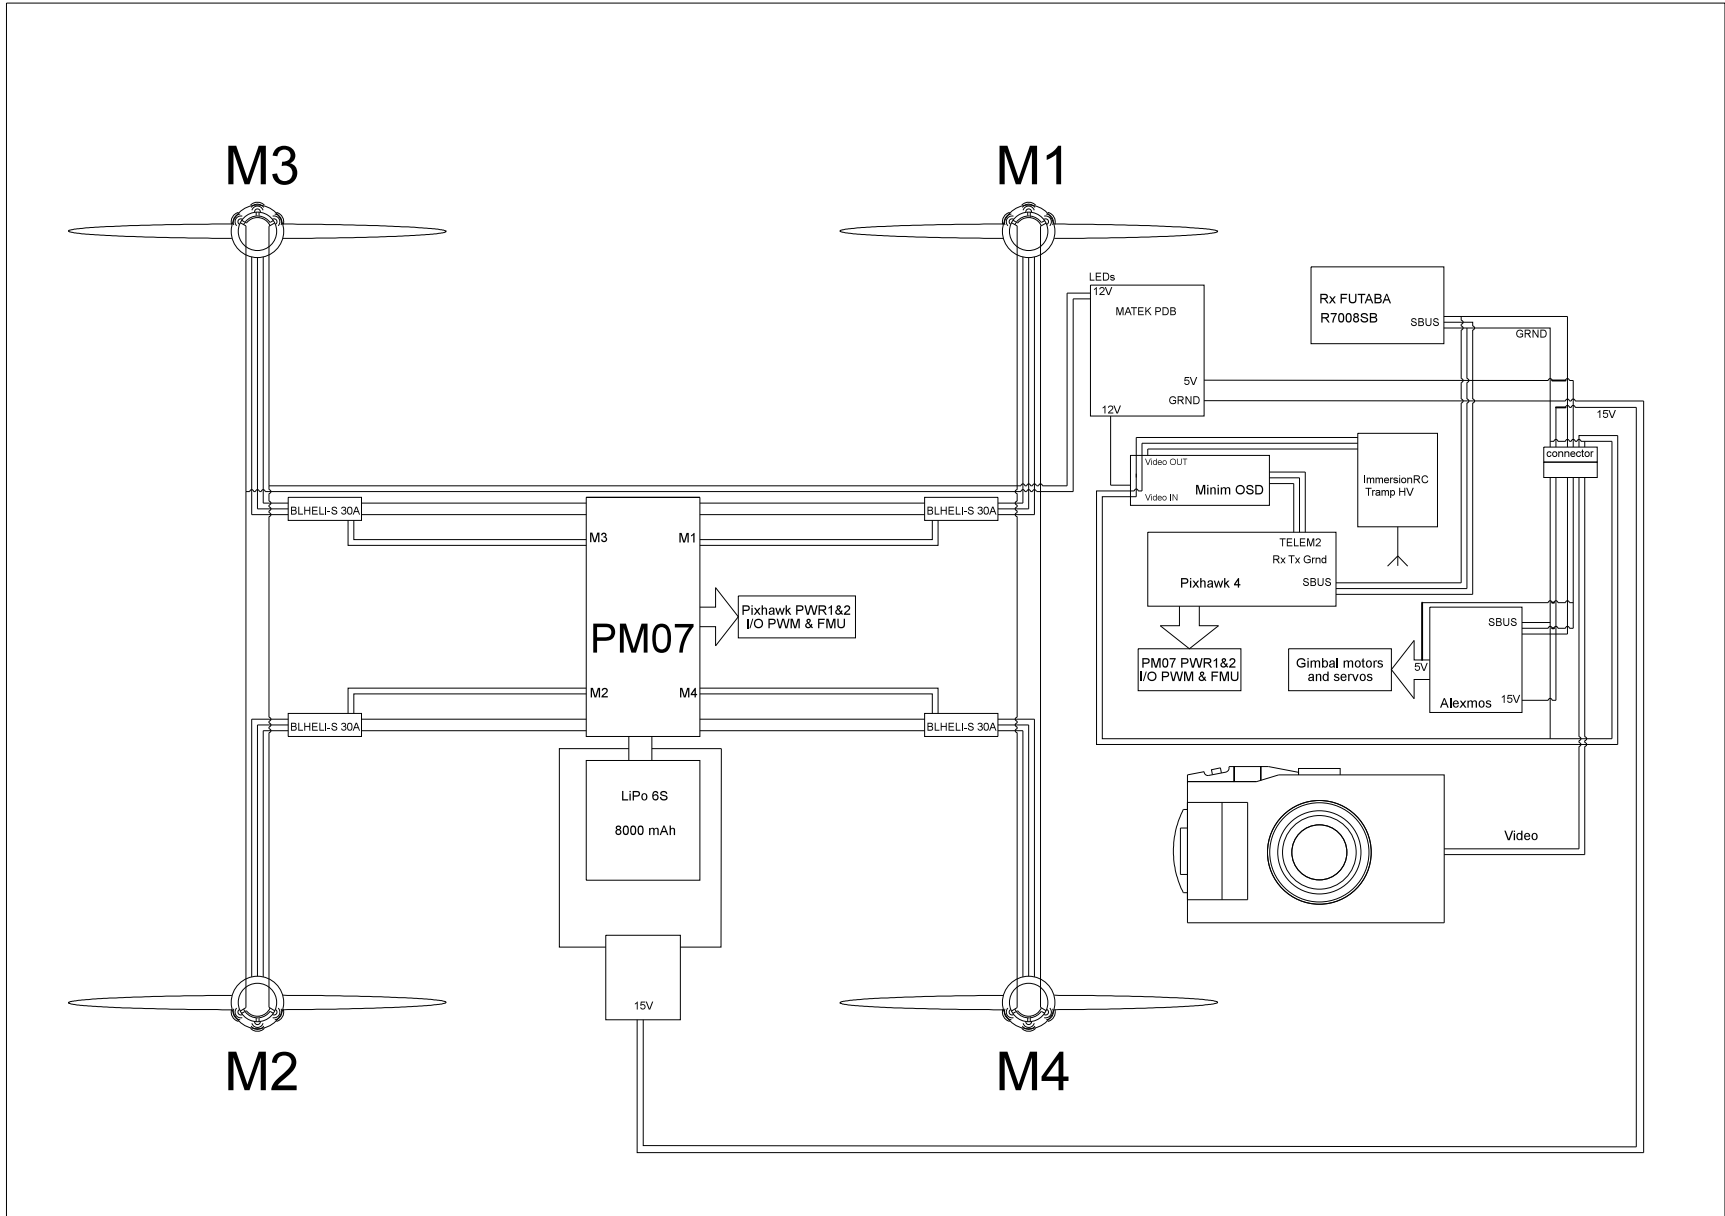 M3
M1
LEDs
12V
MATEK PDB
5V
GRND
12V
Rx FUTABA
R7008SB
SBUS
GRND
15V
connector
Video OUT
Video IN
Minim OSD
ImmersionRC
Tramp HV
BLHELI-S 30A
BLHELI-S 30A
M3
M1
PM07
M2
M4
Pixhawk PWR1&2
I/O PWM & FMU
TELEM2
Rx Tx Grnd
Pixhawk 4
SBUS
PM07 PWR1&2
I/O PWM & FMU
Gimbal motors
and servos
5V
SBUS
15V
Alexmos
BLHELI-S 30A
BLHELI-S 30A
LiPo 6S
8000 mAh
Video
15V
M2
M4